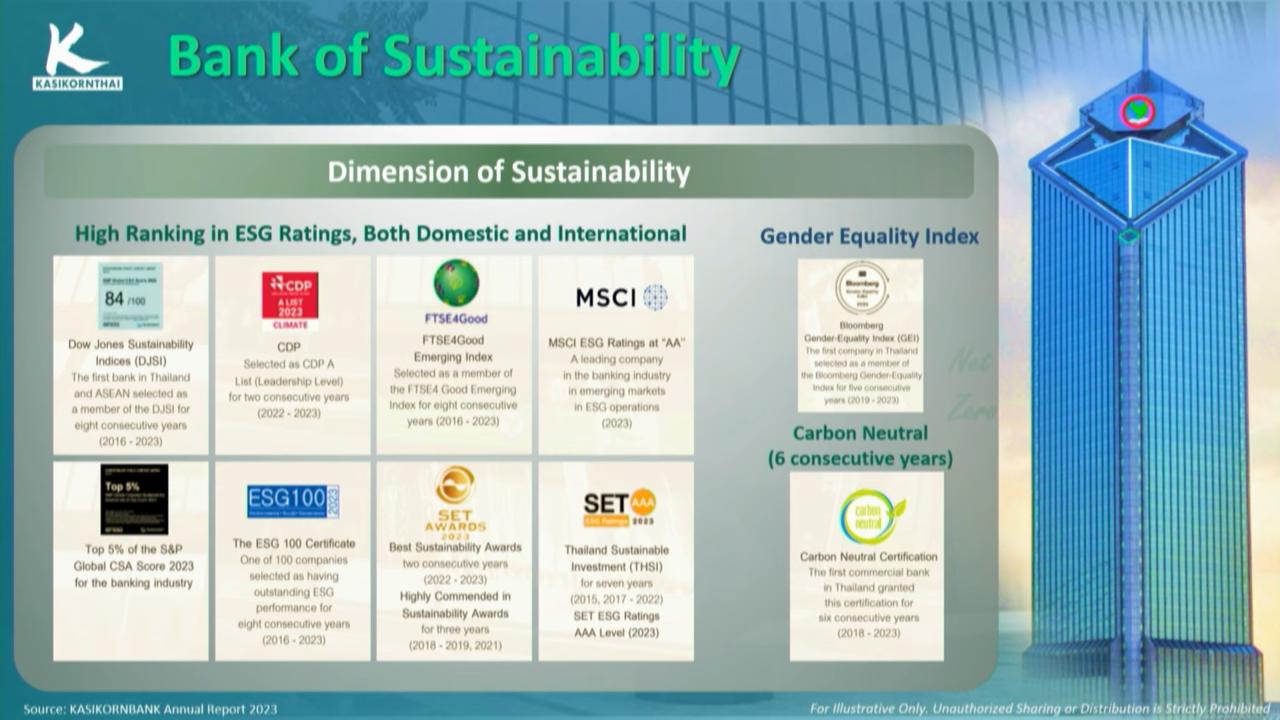 KASIKORNTHAI
Bank of Sustainability
Dimension of Sustainability
High Ranking in ESG Ratings, Both Domestic and International
84 /100
Dow Jones Sustainability
Indices (DJSI)
The first bank in Thailand
and ASEAN selected as
a member of the DJSI for
eight consecutive years
(2016 - 2023)
CDP
A LIST
2023
CLIMATE
CDP
Selected as CDP A
List (Leadership Level)
for two consecutive years
(2022 - 2023)
FTSE4Good
FTSE4Good
Emerging Index
Selected as a member of
the FTSE4 Good Emerging
Index for eight consecutive
years (2016 - 2023)
MSCI
MSCI ESG Ratings at "AA"
A leading company
in the banking industry
in emerging markets
in ESG operations
(2023)
Top 5%
Top 5% of the S&P
Global CSA Score 2023
for the banking industry
ESG100
2023
The ESG 100 Certificate
One of 100 companies
selected as having
outstanding ESG
performance for
eight consecutive years
(2016 - 2023)
SET
AWARDS
2023
Best Sustainability Awards
two consecutive years
(2022 - 2023)
Highly Commended in
Sustainability Awards
for three years
(2018 - 2019, 2021)
SET AAA
ESG Ratings 2023
Thailand Sustainable
Investment (THSI)
for seven years
(2015, 2017 - 2022)
SET ESG Ratings
AAA Level (2023)
Gender Equality Index
Bloomberg
Bloomberg
Gender-Equality Index (GEI)
The first company in Thailand
selected as a member of
the Bloomberg Gender-Equality
Index for five consecutive
years (2019 - 2023)
Net
Zero
Carbon Neutral
(6 consecutive years)
carbon
neutral
Carbon Neutral Certification
The first commercial bank
in Thailand granted
this certification for
six consecutive years
(2018 - 2023)
Source: KASIKORNBANK Annual Report 2023
For Illustrative Only. Unauthorized Sharing or Distribution is Strictly Prohibited